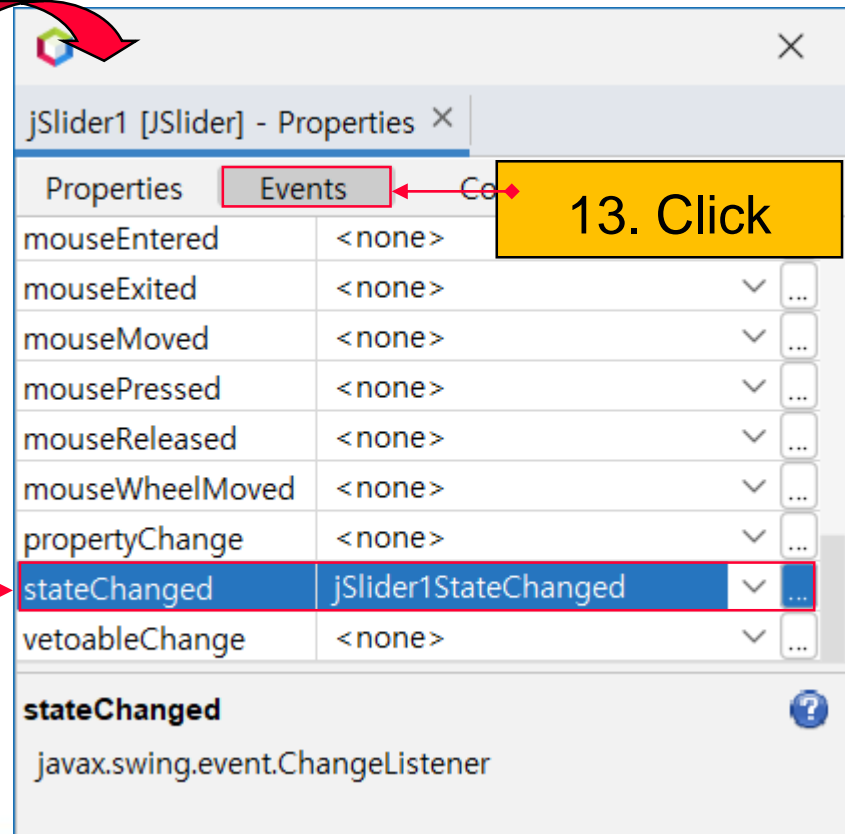 jSlider1 [JSlider] - Properties
Properties Events Co
13. Click
mouseEntered <none>
mouseExited <none> ...
mouseMoved <none> ...
mousePressed <none> ...
mouseReleased <none> ...
mouseWheelMoved <none> ...
propertyChange <none> ...
stateChanged jSlider1StateChanged ...
vetoableChange <none> ...
stateChanged ?
javax.swing.event.ChangeListener